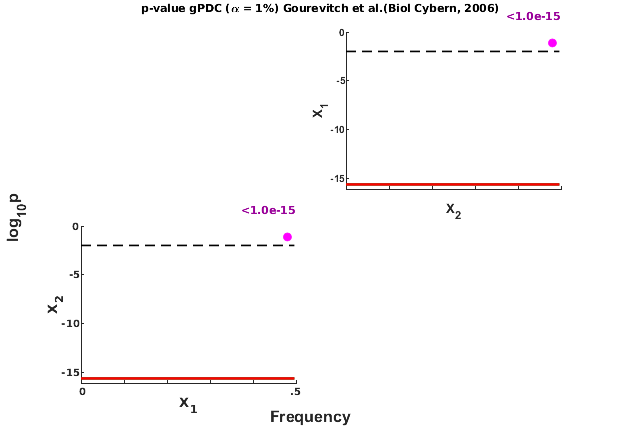 p-value gPDC (α = 1%) Gourevitch et al.(Biol Cybern, 2006)
<1.0e-15
0
-5
-10
-15
X1
X2
log10p
<1.0e-15
0
-5
-10
-15
X2
0
.5
X1
Frequency